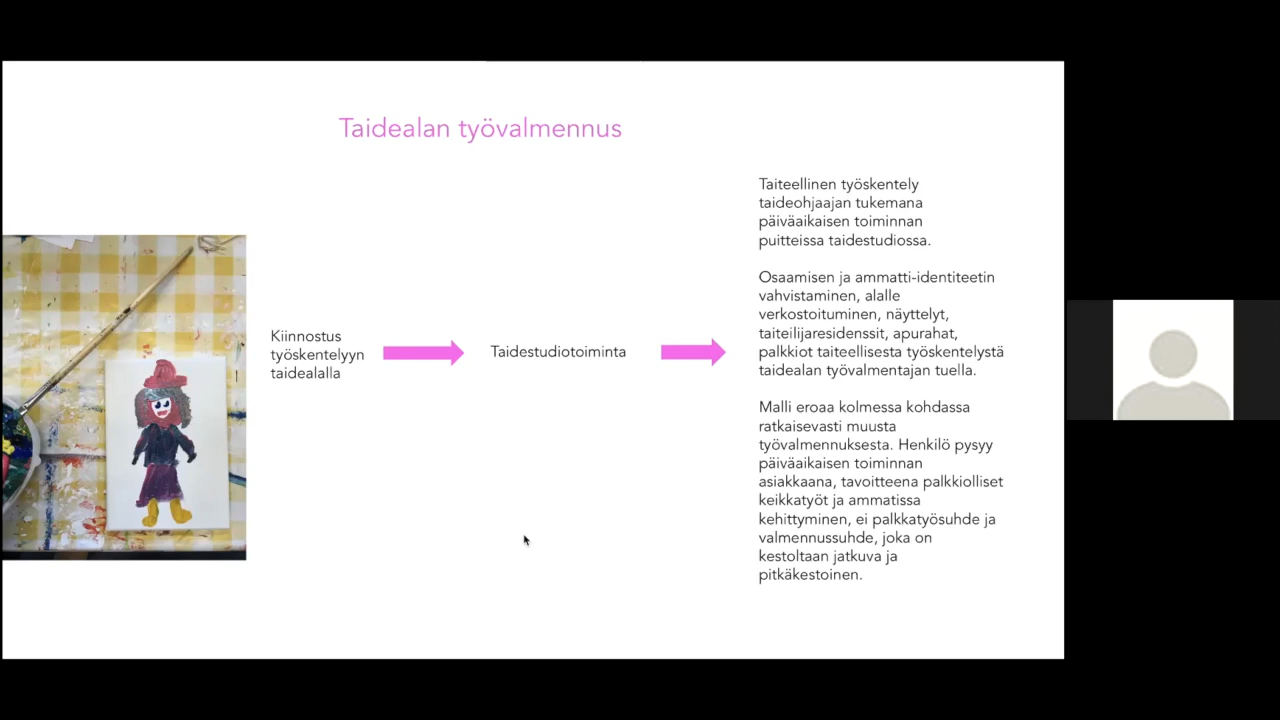 Taidealan työvalmennus
Kiinnostus
työskentelyyn
taidealalla
Taidestudiotoiminta
Taiteellinen työskentely
taideohjaajan tukemana
päiväaikaisen toiminnan
puitteissa taidestudiossa.
Osaamisen ja ammatti-identiteetin
vahvistaminen, alalle
verkostoituminen, näyttelyt,
taiteilijaresidenssit, apurahat,
palkkiot taiteellisesta työskentelystä
taidealan työvalmentajan tuella.
Malli eroaa kolmessa kohdassa
ratkaisevasti muusta
työvalmennuksesta. Henkilö pysyy
päiväaikaisen toiminnan
asiakkaana, tavoitteena palkkiolliset
keikkatyöt ja ammatissa
kehittyminen, ei palkkatyösuhde ja
valmennussuhde, joka on
kestoltaan jatkuva ja
pitkäkestoinen.